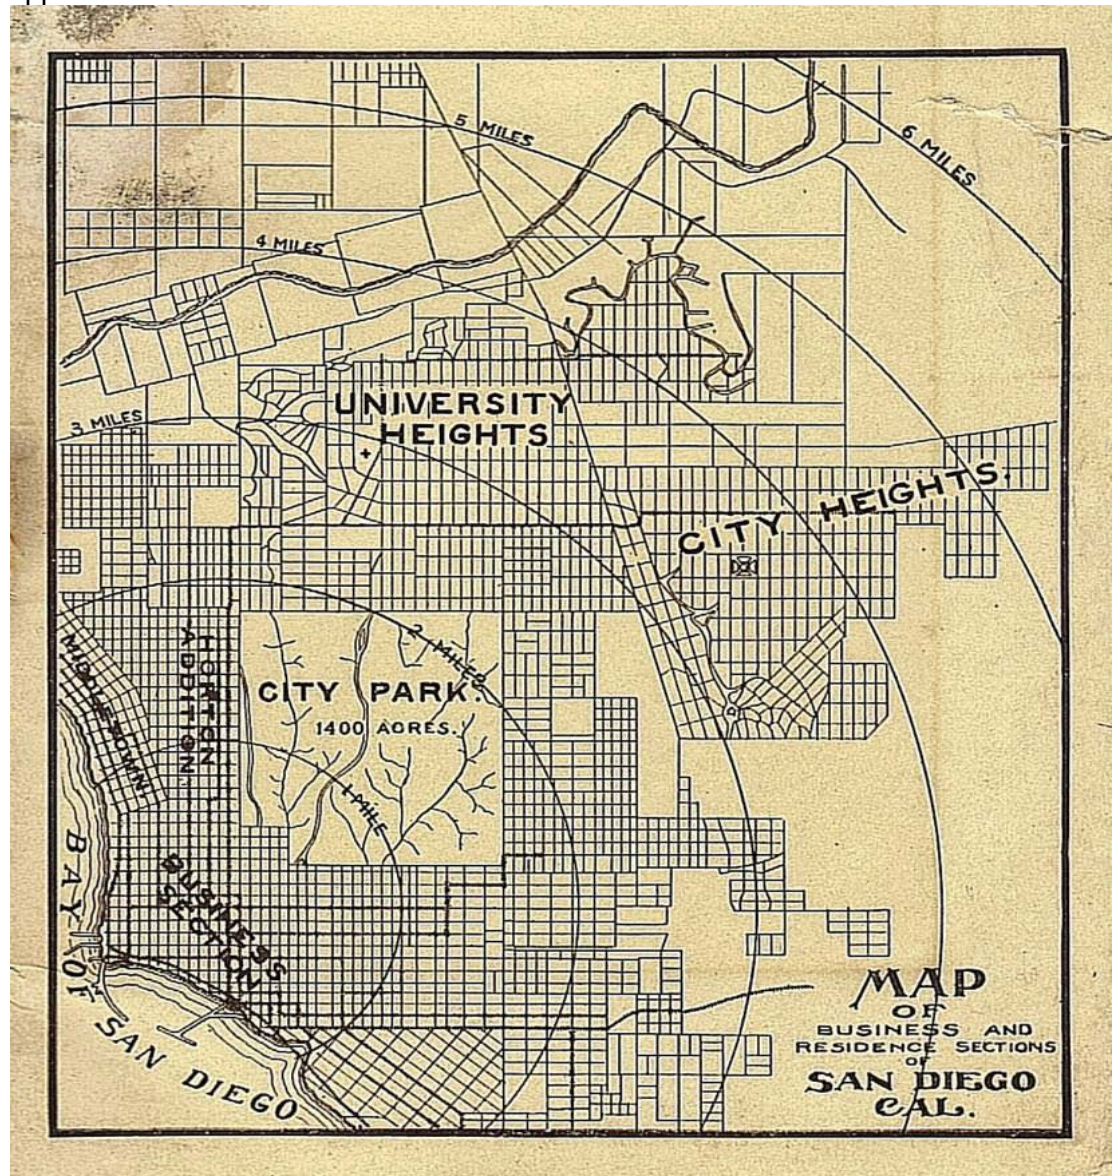 5 MILES
6 MILES
4 MILES
UNIVERSITY
HEIGHTS
3 MILES
CITY HEIGHTS.
2 MILES
HORTON
ADDITION.
MIDDLETOWN.
CITY PARK.
1400 ACRES.
1 MILE
BUSINESS
SECTION
BAY OF SAN DIEGO
MAP
OF
BUSINESS AND
RESIDENCE SECTIONS
OF
SAN DIEGO
CAL.